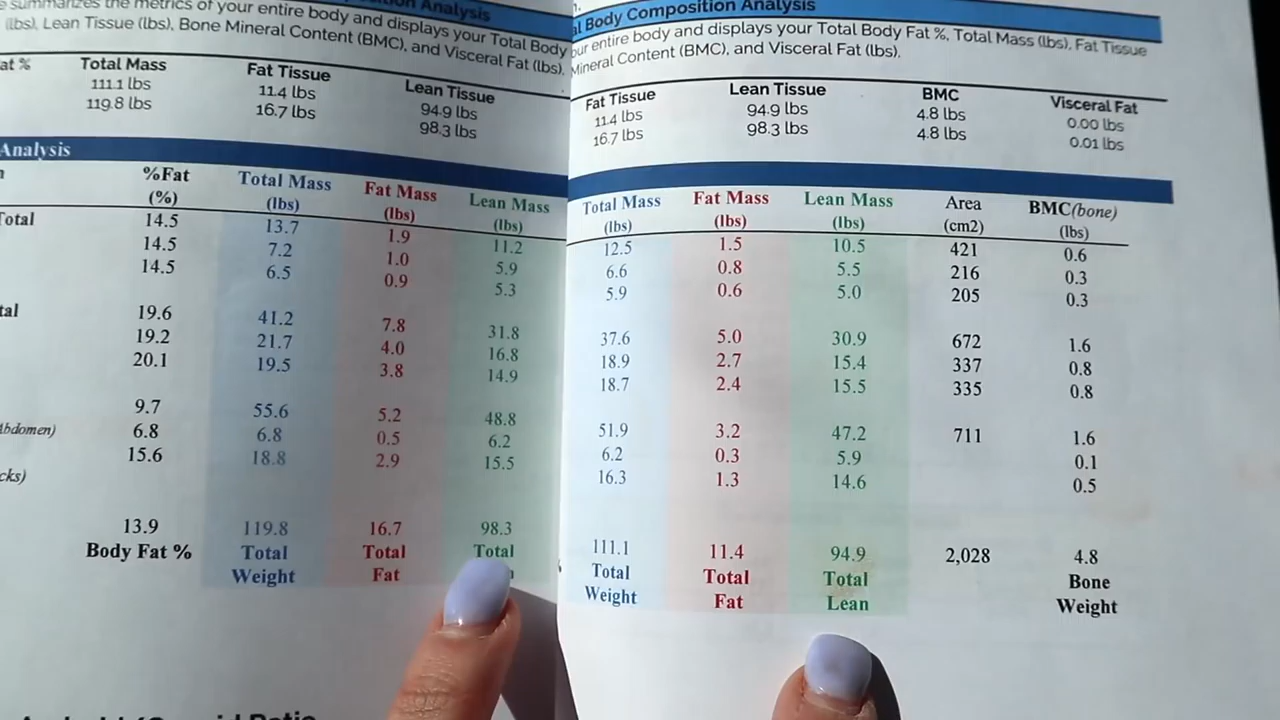 sition Analysis
summarizes the metrics of your entire body and displays your Total Body
(lbs), Lean Tissue (lbs), Bone Mineral Content (BMC), and Visceral Fat (lbs).
at % Total Mass Fat Tissue Lean Tissue
111.1 lbs 11.4 lbs 94.9 lbs
119.8 lbs 16.7 lbs 98.3 lbs
Analysis
%Fat Total Mass Fat Mass Lean Mass
(%) (lbs) (lbs) (lbs)
Total 14.5 13.7 1.9 11.2
14.5 7.2 1.0 5.9
14.5 6.5 0.9 5.3
tal 19.6 41.2 7.8 31.8
19.2 21.7 4.0 16.8
20.1 19.5 3.8 14.9
9.7 55.6 5.2 48.8
Abdomen) 6.8 6.8 0.5 6.2
15.6 18.8 2.9 15.5
cks)
13.9 119.8 16.7 98.3
Body Fat % Total Total Total
Weight Fat
al Body Composition Analysis
our entire body and displays your Total Body Fat %, Total Mass (lbs), Fat Tissue
Mineral Content (BMC), and Visceral Fat (lbs).
Fat Tissue Lean Tissue BMC Visceral Fat
11.4 lbs 94.9 lbs 4.8 lbs 0.00 lbs
16.7 lbs 98.3 lbs 4.8 lbs 0.01 lbs
Total Mass Fat Mass Lean Mass Area BMC(bone)
(lbs) (lbs) (lbs) (cm2) (lbs)
12.5 1.5 10.5 421 0.6
6.6 0.8 5.5 216 0.3
5.9 0.6 5.0 205 0.3
37.6 5.0 30.9 672 1.6
18.9 2.7 15.4 337 0.8
18.7 2.4 15.5 335 0.8
51.9 3.2 47.2 711 1.6
6.2 0.3 5.9 0.1
16.3 1.3 14.6 0.5
111.1 11.4 94.9 2,028 4.8
Total Total Total Bone
Weight Fat Lean Weight